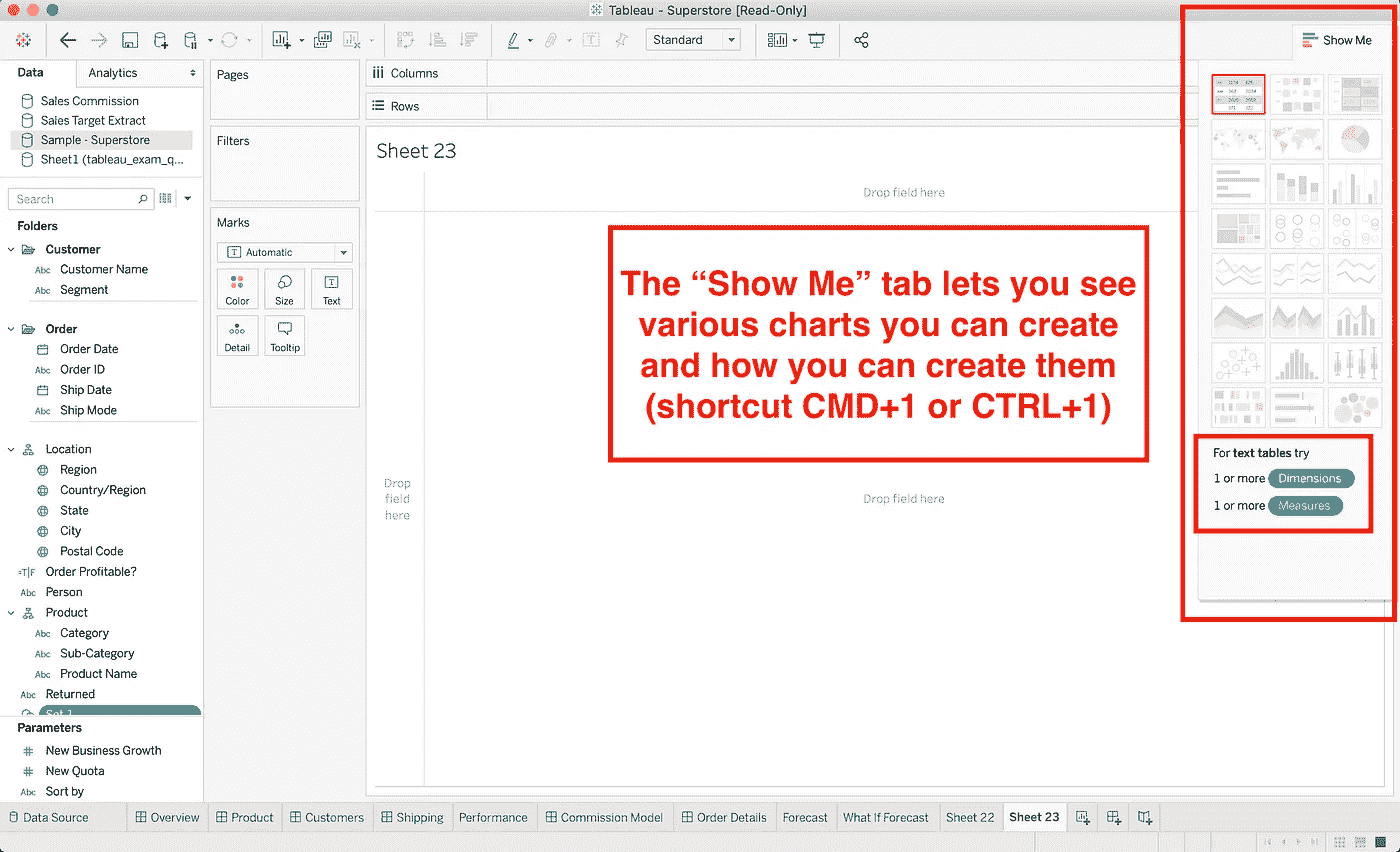 Tableau - Superstore [Read-Only]
Standard
Show Me
Data
Analytics
Pages
Columns
Rows
Sales Commission
Sales Target Extract
Sample - Superstore
Sheet1 (tableau_exam_q...
Search
Filters
Sheet 23
Drop field here
Folders
Customer
Abc Customer Name
Abc Segment
Marks
Automatic
Color
Size
Text
Detail
Tooltip
Order
Order Date
Abc Order ID
Ship Date
Abc Ship Mode
The “Show Me” tab lets you see
various charts you can create
and how you can create them
(shortcut CMD+1 or CTRL+1)
Location
Region
Country/Region
State
City
Postal Code
Drop
field
here
Drop field here
For text tables try
1 or more Dimensions
1 or more Measures
=T|F Order Profitable?
Abc Person
Product
Abc Category
Abc Sub-Category
Abc Product Name
Abc Returned
Set 1
Parameters
# New Business Growth
# New Quota
Abc Sort by
Data Source
Overview
Product
Customers
Shipping
Performance
Commission Model
Order Details
Forecast
What If Forecast
Sheet 22
Sheet 23